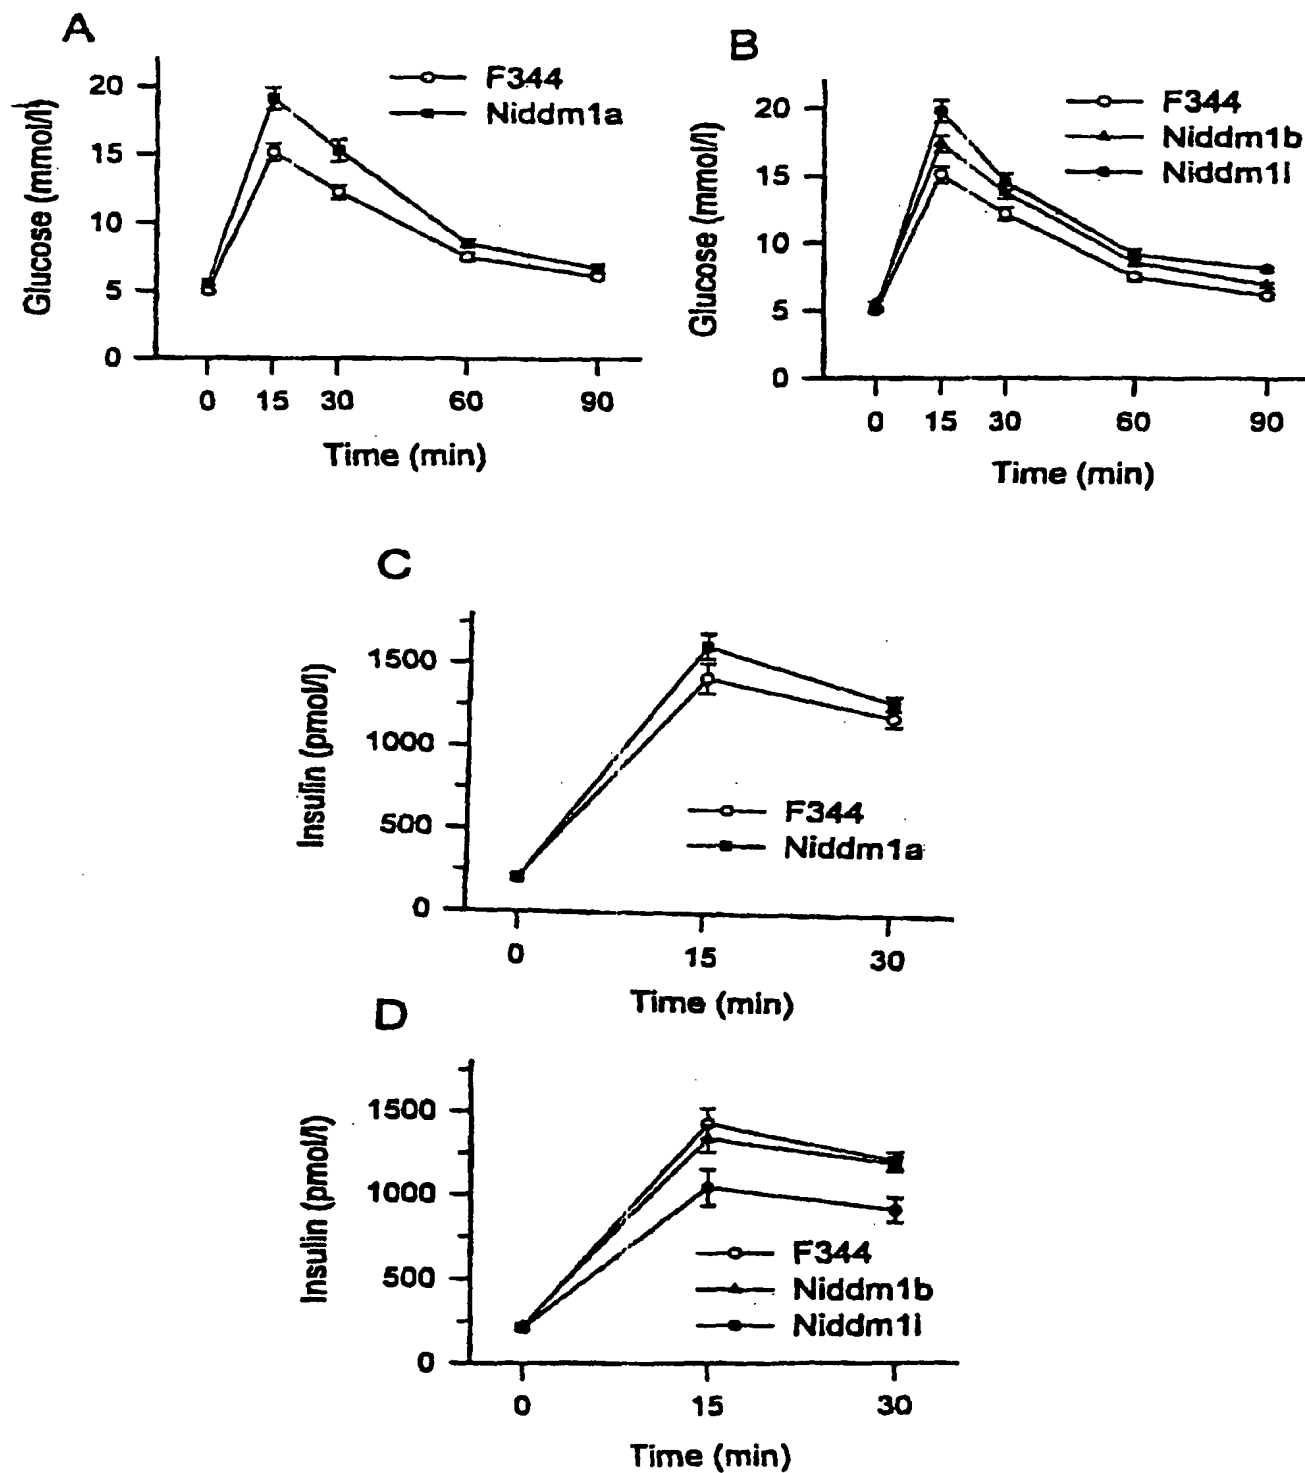 A
Glucose (mmol/l)
20
15
10
5
0
F344
Niddm1a
0 15 30 60 90
Time (min)
B
Glucose (mmol/l)
20
15
10
5
0
F344
Niddm1b
Niddm1i
0 15 30 60 90
Time (min)
C
Insulin (pmol/l)
1500
1000
500
0
F344
Niddm1a
0 15 30
Time (min)
D
Insulin (pmol/l)
1500
1000
500
0
F344
Niddm1b
Niddm1i
0 15 30
Time (min)